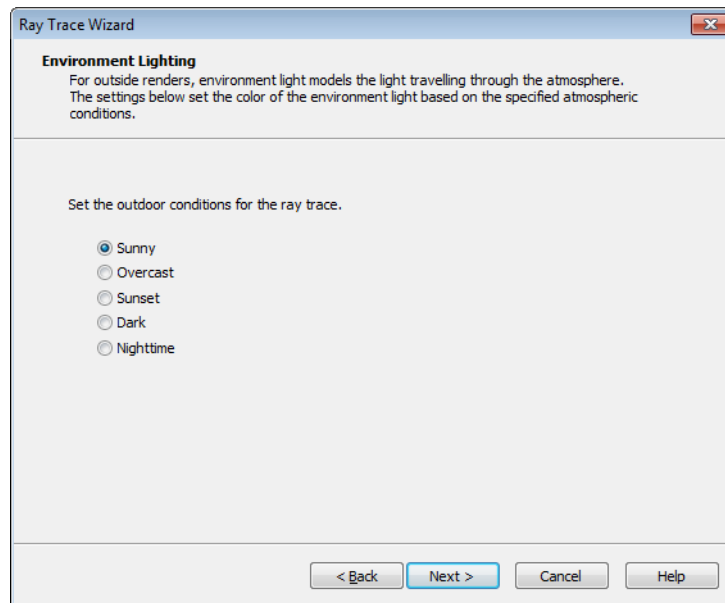 Ray Trace Wizard
Environment Lighting
For outside renders, environment light models the light travelling through the atmosphere.
The settings below set the color of the environment light based on the specified atmospheric
conditions.
Set the outdoor conditions for the ray trace.
Sunny
Overcast
Sunset
Dark
Nighttime
< Back Next > Cancel Help